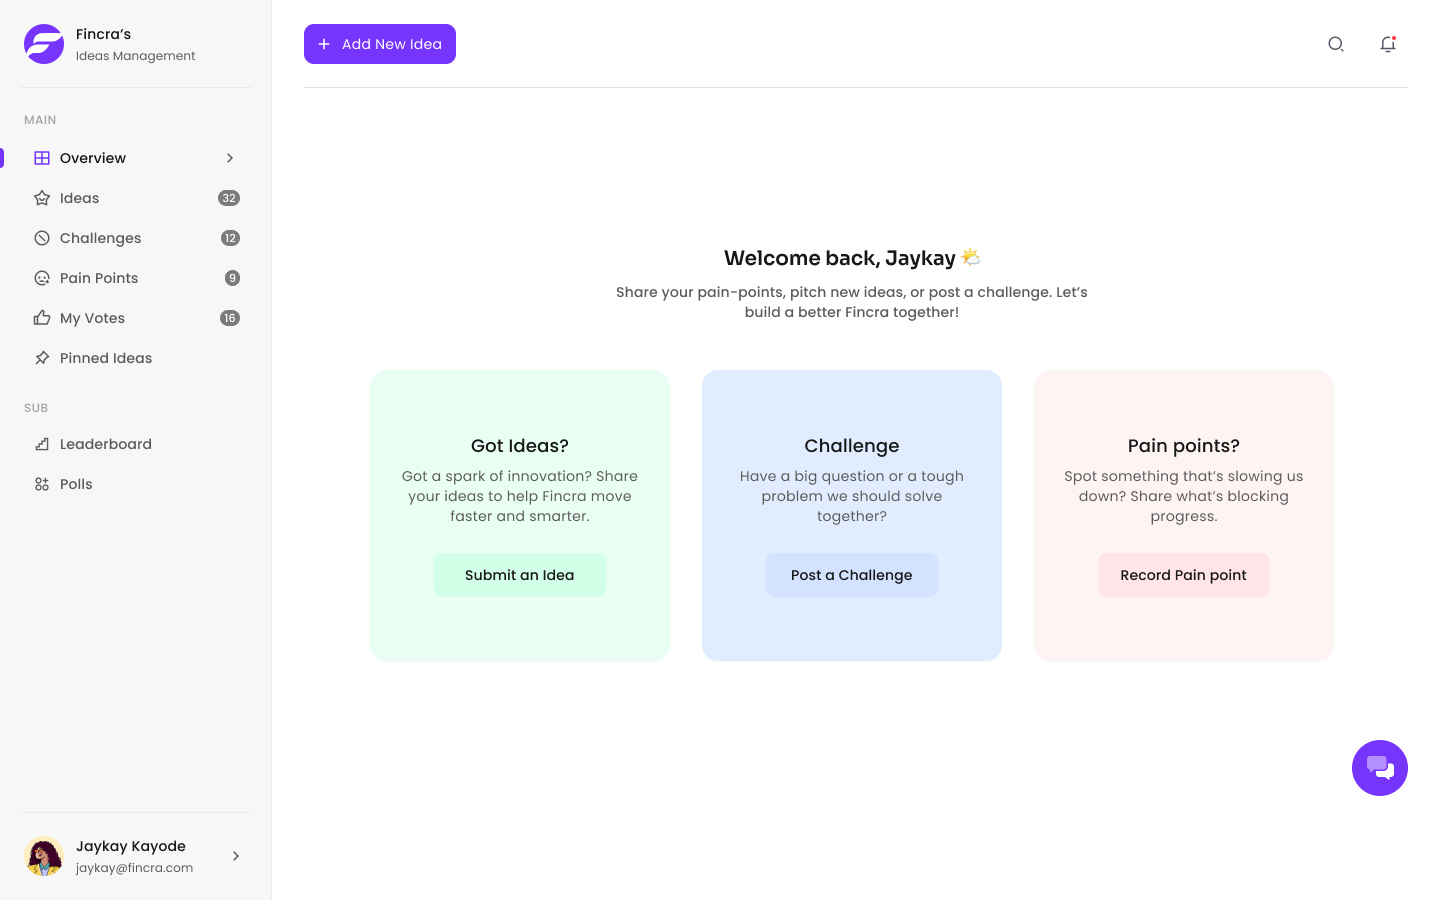 Fincra’s
Ideas Management
MAIN
Overview
Ideas
32
Challenges
12
Pain Points
9
My Votes
16
Pinned Ideas
SUB
Leaderboard
Polls
Jaykay Kayode
jaykay@fincra.com
Add New Idea
Welcome back, Jaykay 🌤️
Share your pain-points, pitch new ideas, or post a challenge. Let’s
build a better Fincra together!
Got Ideas?
Got a spark of innovation? Share
your ideas to help Fincra move
faster and smarter.
Submit an Idea
Challenge
Have a big question or a tough
problem we should solve
together?
Post a Challenge
Pain points?
Spot something that’s slowing us
down? Share what’s blocking
progress.
Record Pain point